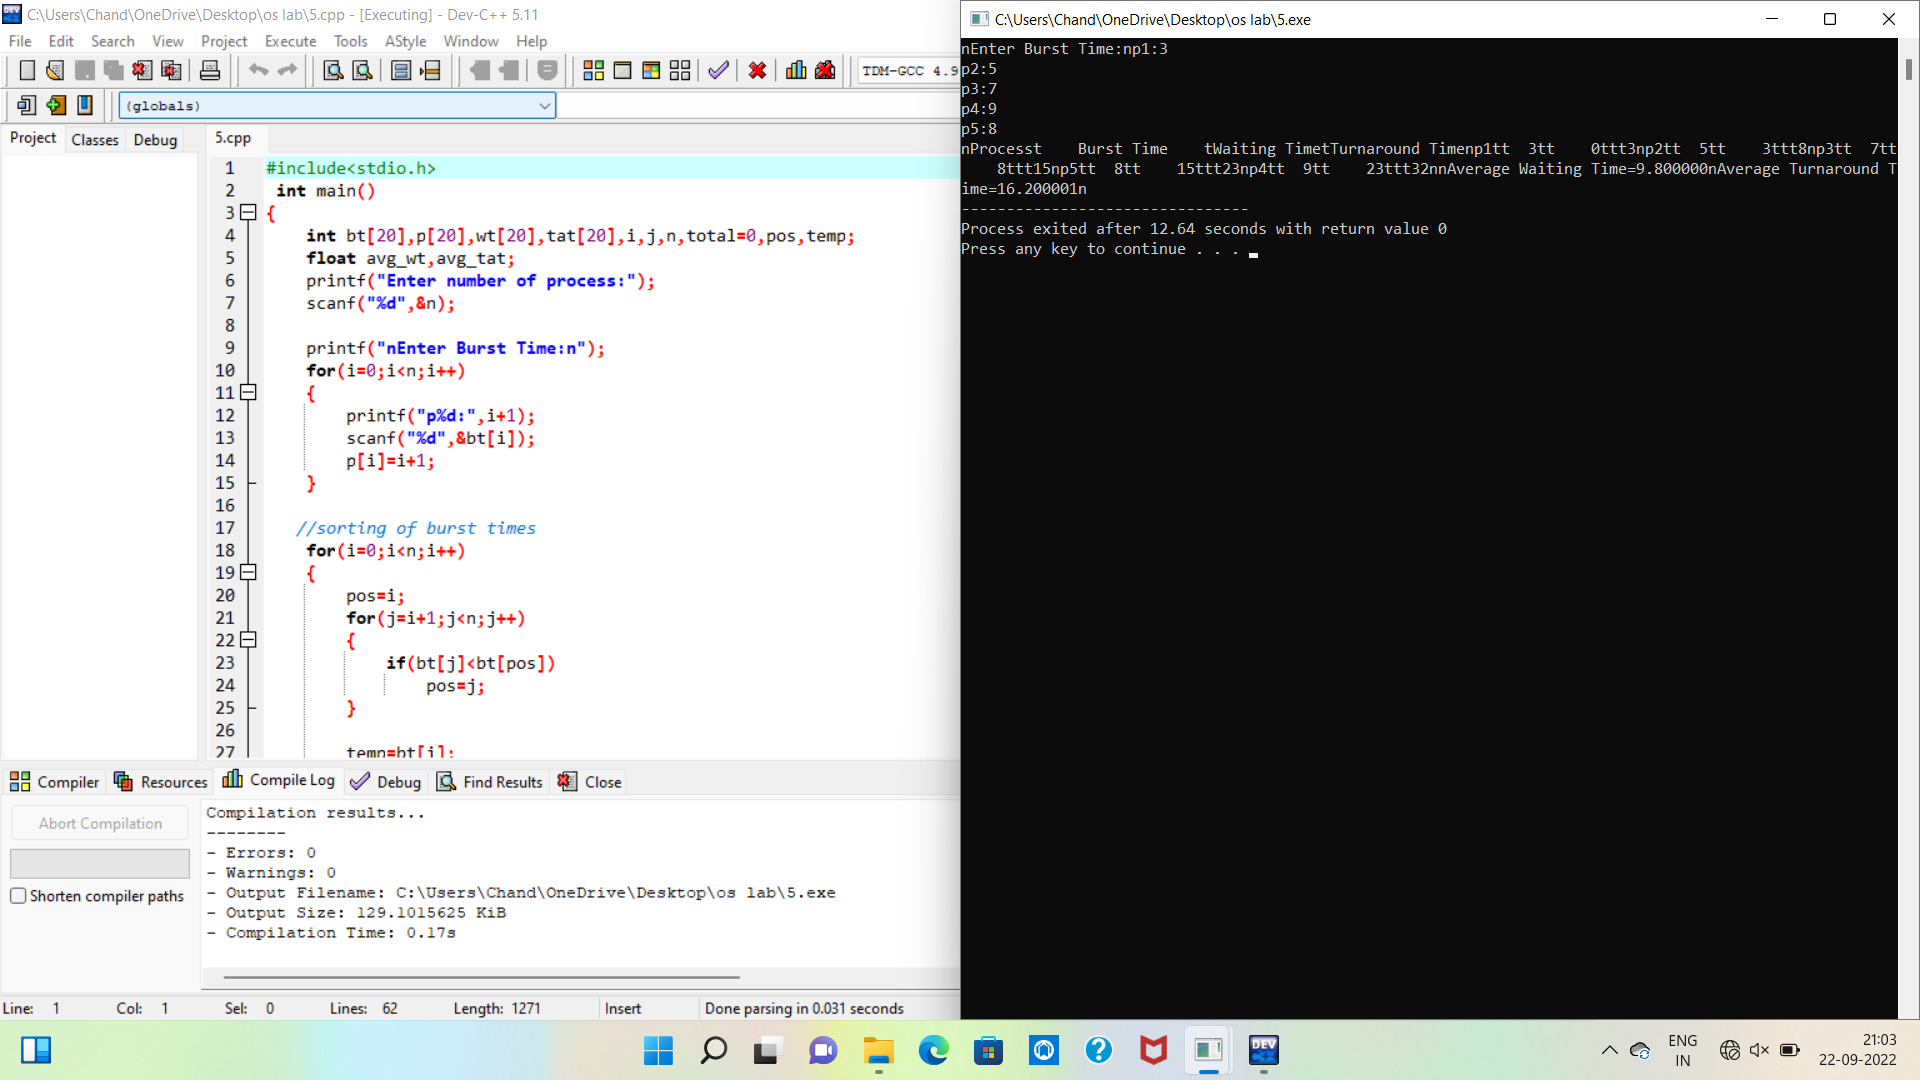 C:\Users\Chand\OneDrive\Desktop\os lab\5.cpp - [Executing] - Dev-C++ 5.11
File Edit Search View Project Execute Tools AStyle Window Help
TDM-GCC 4.9
(globals)
Project Classes Debug
5.cpp
1 #include<stdio.h>
2 int main()
3 {
4 int bt[20],p[20],wt[20],tat[20],i,j,n,total=0,pos,temp;
5 float avg_wt,avg_tat;
6 printf("Enter number of process:");
7 scanf("%d",&n);
8
9 printf("nEnter Burst Time:n");
10 for(i=0;i<n;i++)
11 {
12 printf("p%d:",i+1);
13 scanf("%d",&bt[i]);
14 p[i]=i+1;
15 }
16
17 //sorting of burst times
18 for(i=0;i<n;i++)
19 {
20 pos=i;
21 for(j=i+1;j<n;j++)
22 {
23 if(bt[j]<bt[pos])
24 pos=j;
25 }
26
27 temp=bt[i];
Compiler Resources Compile Log Debug Find Results Close
Abort Compilation
Shorten compiler paths
Compilation results...
--------
- Errors: 0
- Warnings: 0
- Output Filename: C:\Users\Chand\OneDrive\Desktop\os lab\5.exe
- Output Size: 129.1015625 KiB
- Compilation Time: 0.17s
Line: 1 Col: 1 Sel: 0 Lines: 62 Length: 1271 Insert Done parsing in 0.031 seconds
C:\Users\Chand\OneDrive\Desktop\os lab\5.exe
nEnter Burst Time:np1:3
p2:5
p3:7
p4:9
p5:8
nProcesst    Burst Time    tWaiting TimetTurnaround Timenp1tt  3tt    0ttt3np2tt  5tt    3ttt8np3tt  7tt
8ttt15np5tt  8tt    15ttt23np4tt  9tt    23ttt32nnAverage Waiting Time=9.800000nAverage Turnaround T
ime=16.200001n
--------------------------------
Process exited after 12.64 seconds with return value 0
Press any key to continue . . .
DEV C++
ENG
IN
21:03
22-09-2022